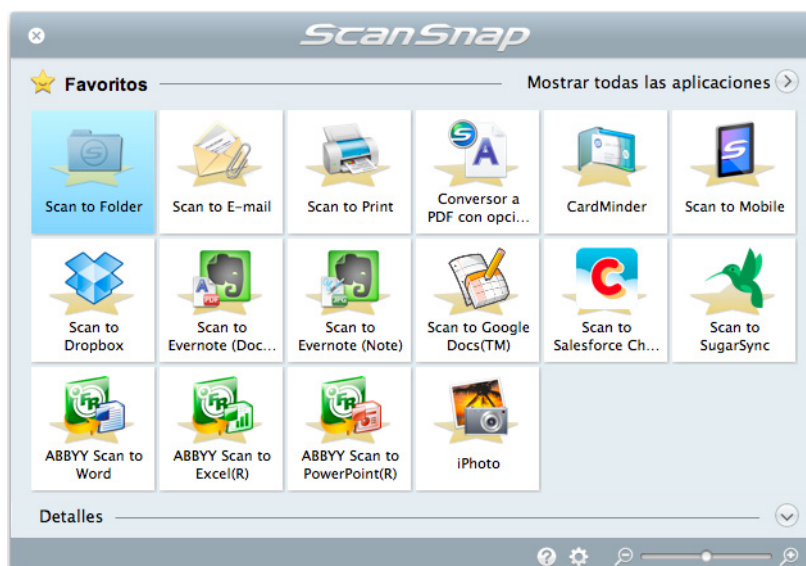 ScanSnap
Favoritos
Mostrar todas las aplicaciones
Scan to Folder
Scan to E-mail
Scan to Print
Conversor a
PDF con opci...
CardMinder
Scan to Mobile
Scan to
Dropbox
Scan to
Evernote (Doc...
Scan to
Evernote (Note)
Scan to Google
Docs(TM)
Scan to
Salesforce Ch...
Scan to
SugarSync
ABBYY Scan to
Word
ABBYY Scan to
Excel(R)
ABBYY Scan to
PowerPoint(R)
iPhoto
Detalles